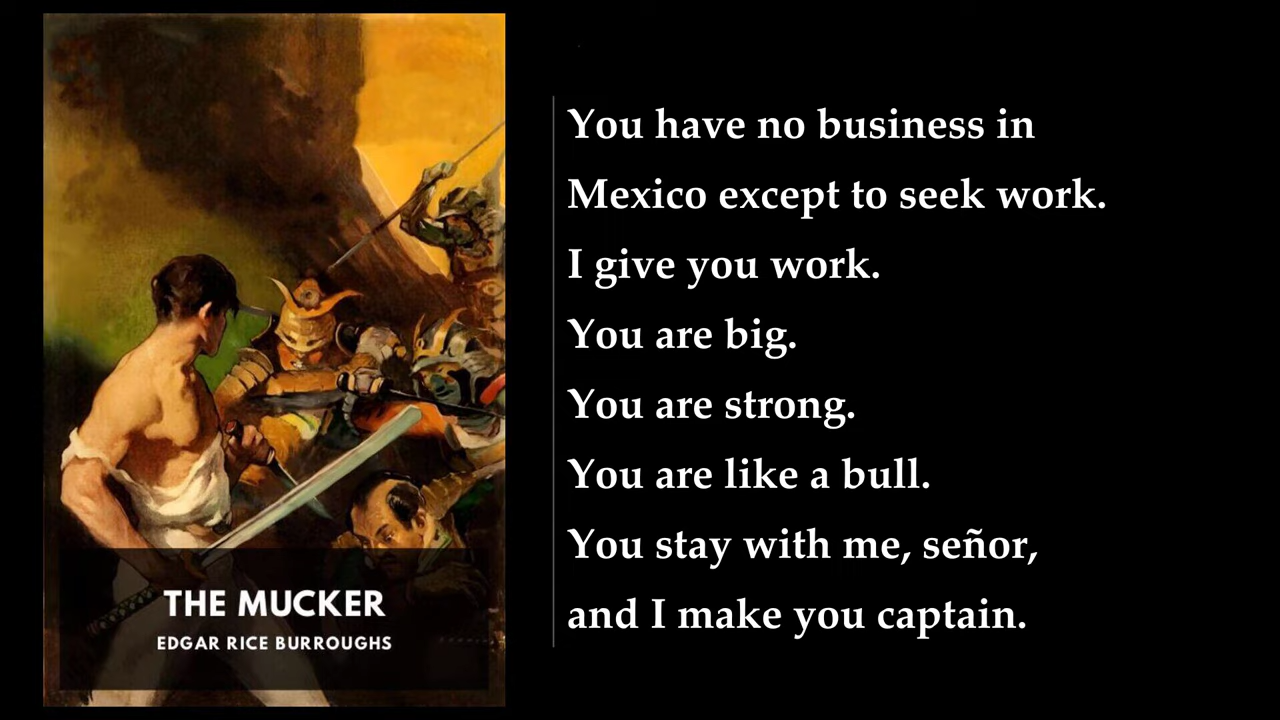 THE MUCKER
EDGAR RICE BURROUGHS
You have no business in
Mexico except to seek work.
I give you work.
You are big.
You are strong.
You are like a bull.
You stay with me, señor,
and I make you captain.